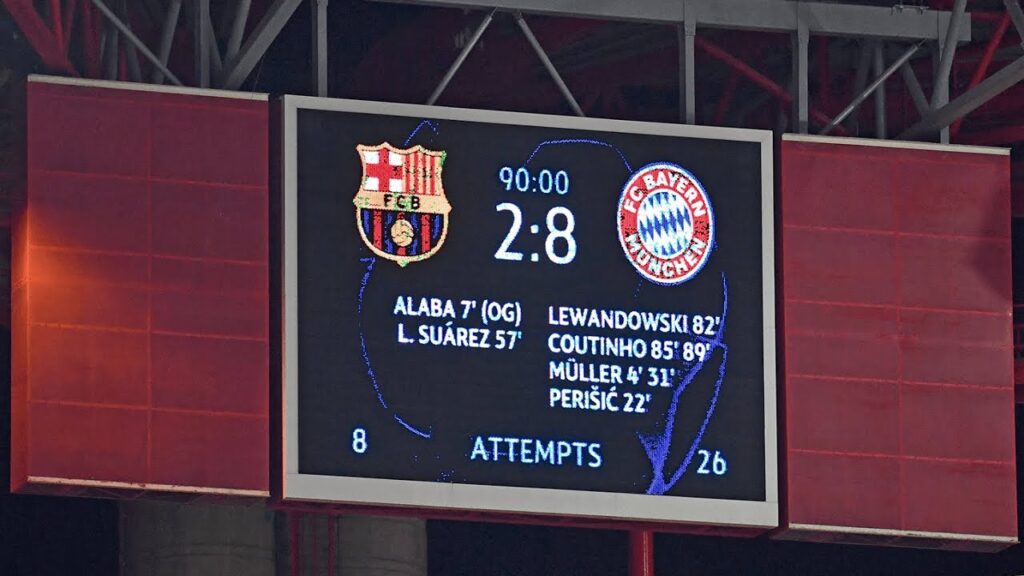 FCB
90:00
2:8
FC BAYERN
MÜNCHEN
ALABA 7' (OG)
L. SUÁREZ 57'
LEWANDOWSKI 82'
COUTINHO 85' 89'
MÜLLER 4' 31'
PERIŠIĆ 22'
8
ATTEMPTS
26